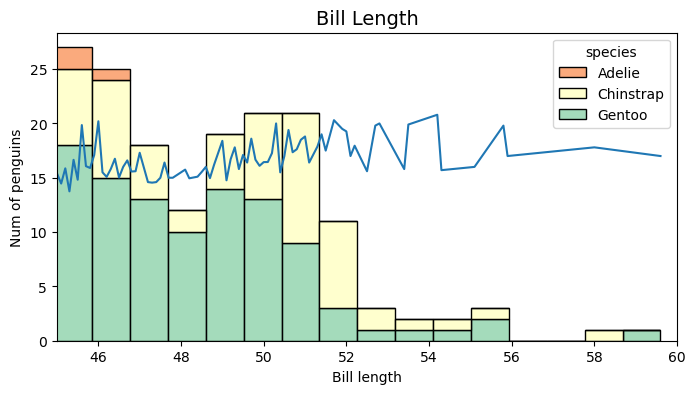 Bill Length
Num of penguins
25
20
15
10
5
0
species
Adelie
Chinstrap
Gentoo
46 48 50 52 54 56 58 60
Bill length